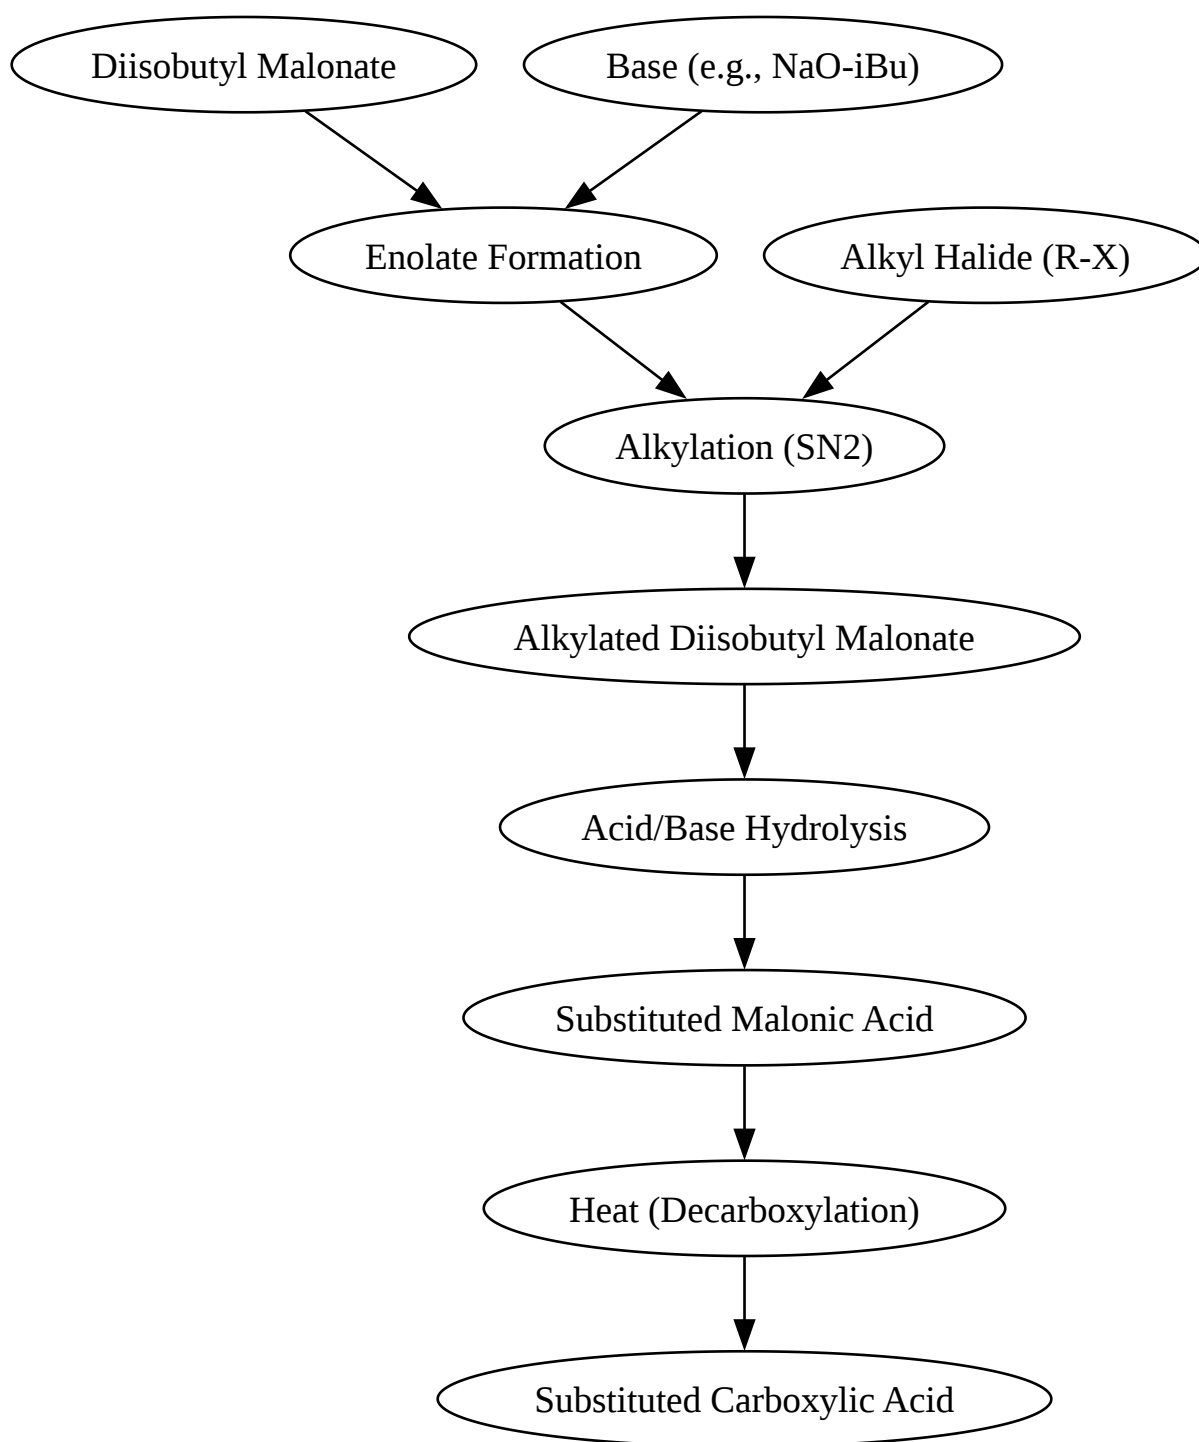 Diisobutyl Malonate
Base (e.g., NaO-iBu)
Enolate Formation
Alkyl Halide (R-X)
Alkylation (SN2)
Alkylated Diisobutyl Malonate
Acid/Base Hydrolysis
Substituted Malonic Acid
Heat (Decarboxylation)
Substituted Carboxylic Acid